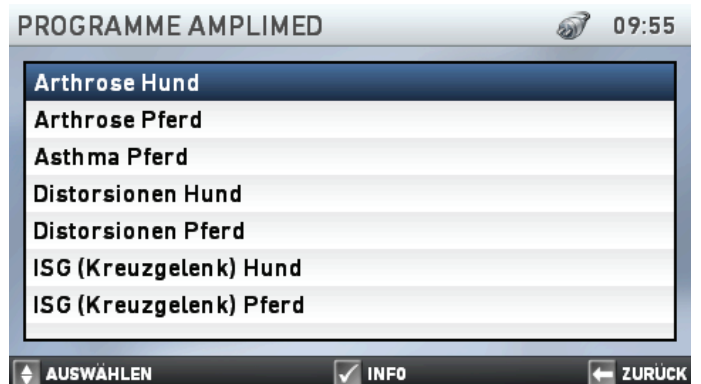 PROGRAMME AMPLIMED 09:55
Arthrose Hund
Arthrose Pferd
Asthma Pferd
Distorsionen Hund
Distorsionen Pferd
ISG (Kreuzgelenk) Hund
ISG (Kreuzgelenk) Pferd
AUSWÄHLEN INFO ZURÜCK